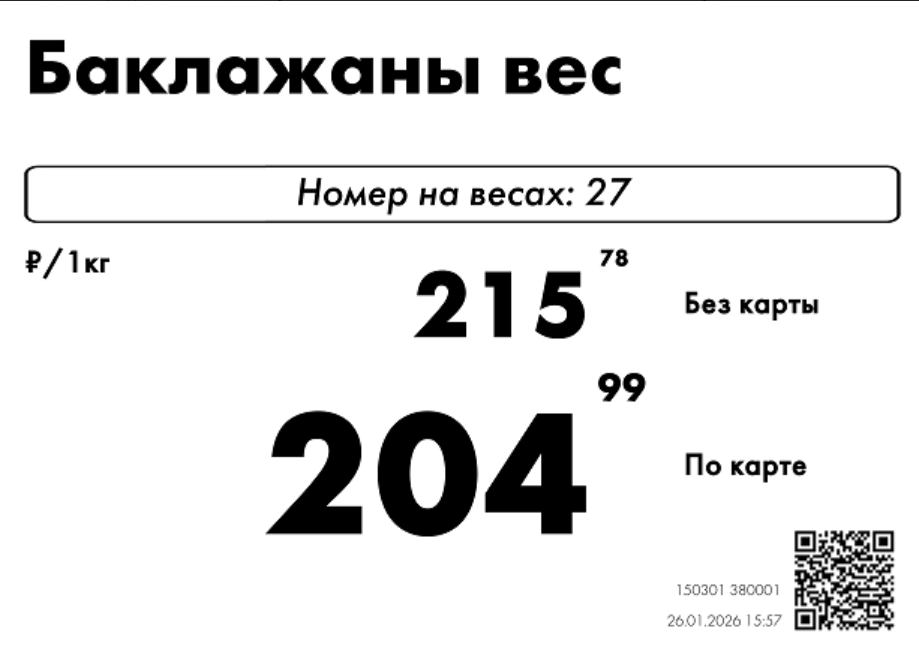 Баклажаны вес
Номер на весах: 27
₽/1кг
215 78 Без карты
204 99 По карте
150301 380001
26.01.2026 15:57